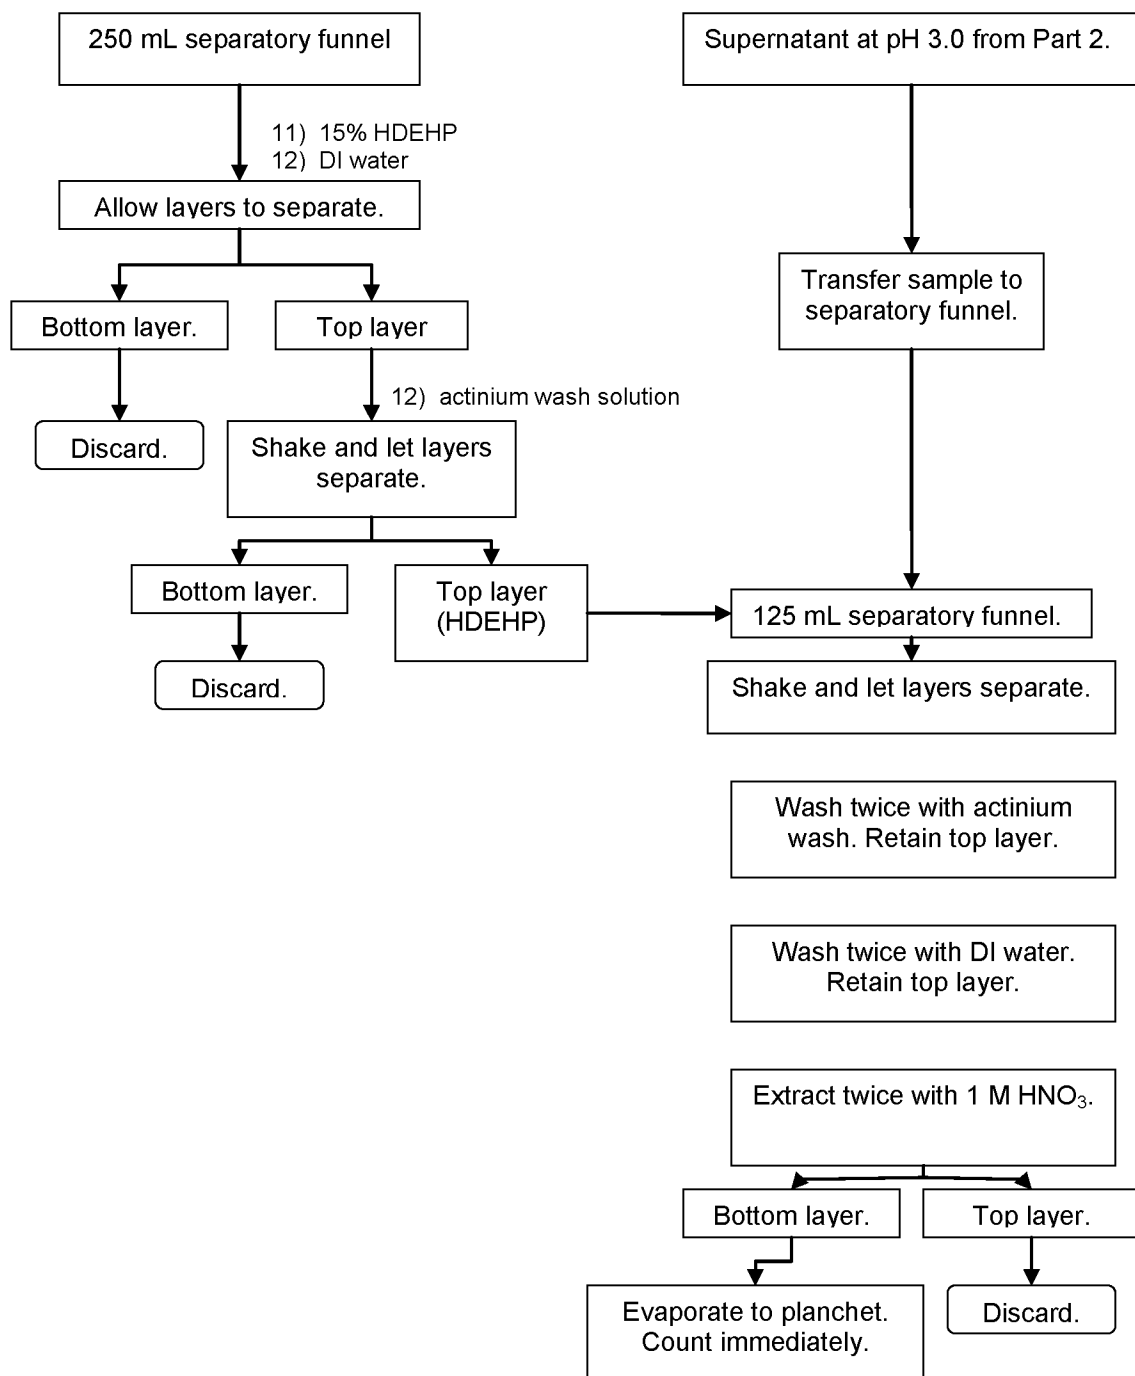 250 mL separatory funnel
Supernatant at pH 3.0 from Part 2.
11) 15% HDEHP
12) DI water
Allow layers to separate.
Transfer sample to
separatory funnel.
Bottom layer.
Top layer
12) actinium wash solution
Discard.
Shake and let layers
separate.
Bottom layer.
Top layer
(HDEHP)
125 mL separatory funnel.
Discard.
Shake and let layers separate.
Wash twice with actinium
wash. Retain top layer.
Wash twice with DI water.
Retain top layer.
Extract twice with 1 M HNO₃.
Bottom layer.
Top layer.
Evaporate to planchet.
Count immediately.
Discard.